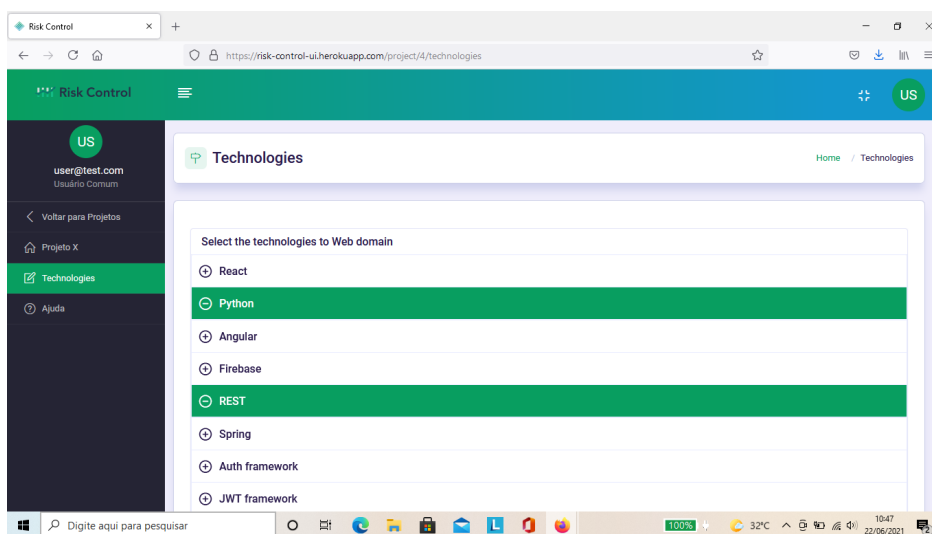 Risk Control
https://risk-control-ui.herokuapp.com/project/4/technologies
Risk Control
US
US
user@test.com
Usuário Comum
Voltar para Projetos
Projeto X
Technologies
Ajuda
Technologies
Home / Technologies
Select the technologies to Web domain
React
Python
Angular
Firebase
REST
Spring
Auth framework
JWT framework
Digite aqui para pesquisar
L
100%
32°C
10:47
22/06/2021
2